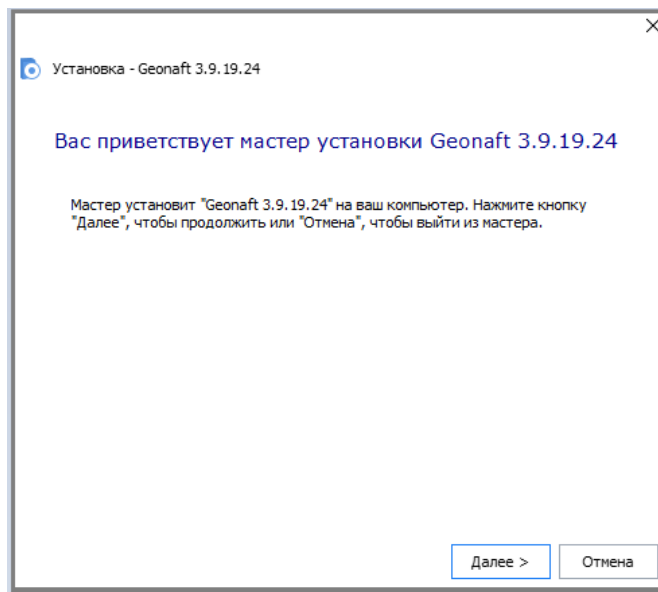 Установка - Geonaft 3.9.19.24
Вас приветствует мастер установки Geonaft 3.9.19.24
Мастер установит "Geonaft 3.9.19.24" на ваш компьютер. Нажмите кнопку
"Далее", чтобы продолжить или "Отмена", чтобы выйти из мастера.
Далее >
Отмена